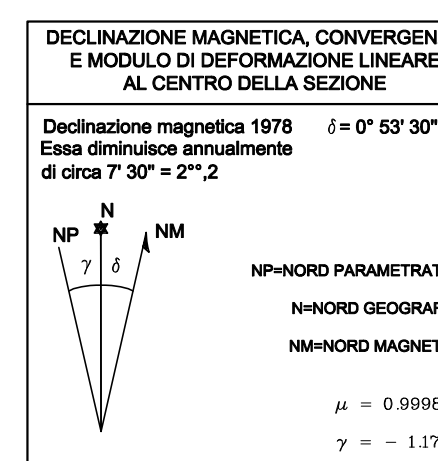 DECLINAZIONE MAGNETICA, CONVERGEN
E MODULO DI DEFORMAZIONE LINEARE
AL CENTRO DELLA SEZIONE
Declinazione magnetica 1978 δ = 0° 53' 30"
Essa diminuisce annualmente
di circa 7' 30" = 2°°,2
N
NP NM
γ δ
NP=NORD PARAMETRAT
N=NORD GEOGRAF
NM=NORD MAGNET
μ = 0.9998
γ = - 1.17